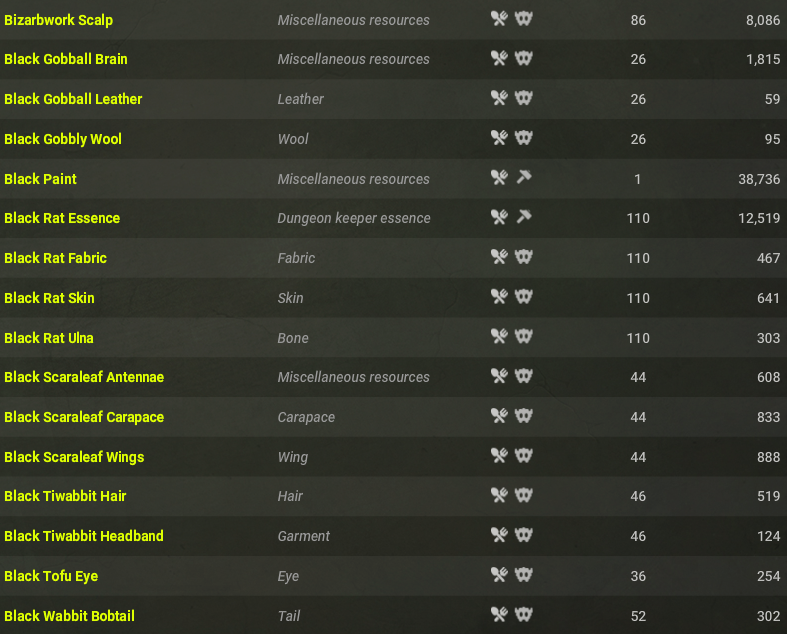 Bizarbwork Scalp Miscellaneous resources 86 8,086
Black Gobball Brain Miscellaneous resources 26 1,815
Black Gobball Leather Leather 26 59
Black Gobbly Wool Wool 26 95
Black Paint Miscellaneous resources 1 38,736
Black Rat Essence Dungeon keeper essence 110 12,519
Black Rat Fabric Fabric 110 467
Black Rat Skin Skin 110 641
Black Rat Ulna Bone 110 303
Black Scaraleaf Antennae Miscellaneous resources 44 608
Black Scaraleaf Carapace Carapace 44 833
Black Scaraleaf Wings Wing 44 888
Black Tiwabbit Hair Hair 46 519
Black Tiwabbit Headband Garment 46 124
Black Tofu Eye Eye 36 254
Black Wabbit Bobtail Tail 52 302